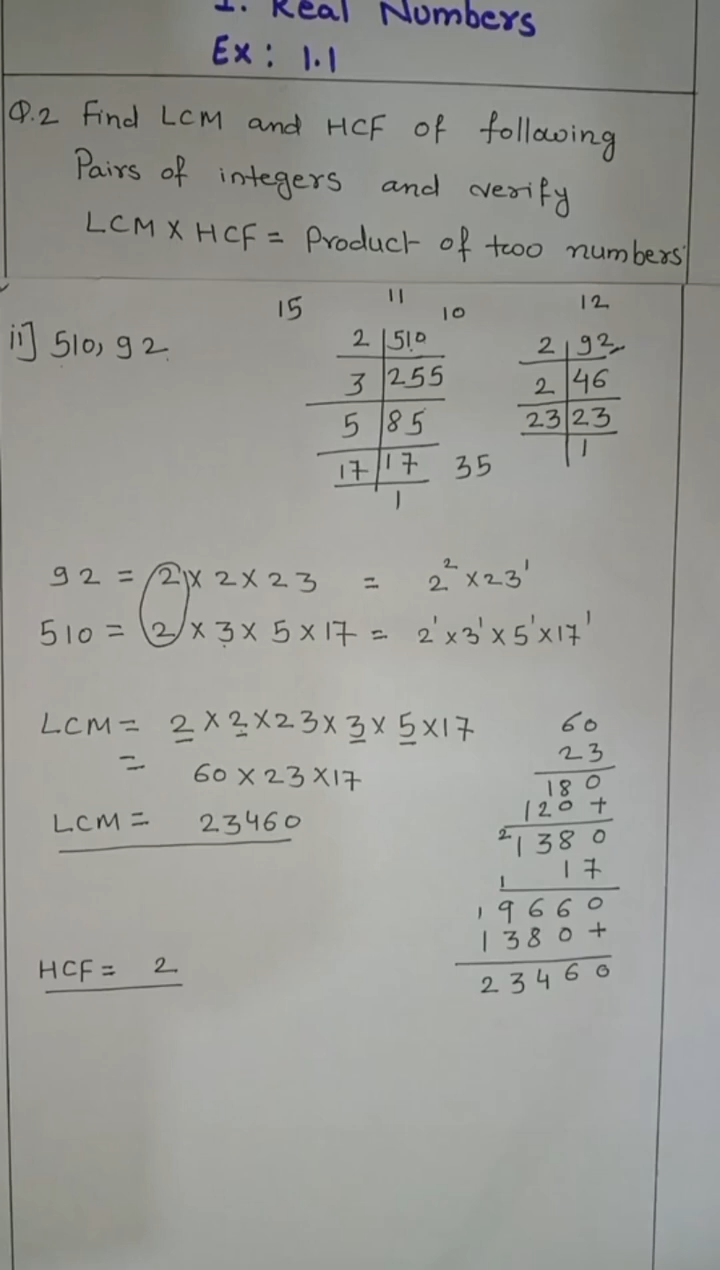 1. Real Numbers
Ex: 1.1
Q.2 Find LCM and HCF of following
Pairs of integers and verify
LCM X HCF = Product of two numbers
ii] 510, 92
15 11 10
2 | 510
3 | 255
5 | 85
17 | 17 35
1
12
2 | 92
2 | 46
23 | 23
1
92 = 2 X 2 X 23 = 2² X 23¹
510 = 2 X 3 X 5 X 17 = 2¹ X 3¹ X 5¹ X 17¹
LCM = 2 X 2 X 23 X 3 X 5 X 17
= 60 X 23 X 17
LCM = 23460
HCF = 2
60
23
180
120 +
2 1380
1 17
1 9660
1380 +
23460